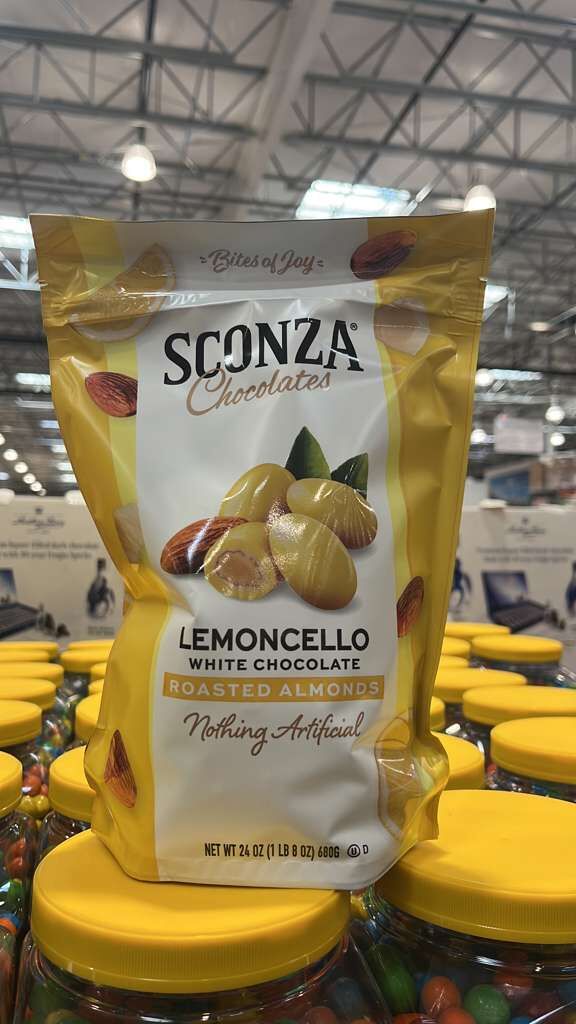 Bites of Joy
SCONZA®
Chocolates
LEMONCELLO
WHITE CHOCOLATE
ROASTED ALMONDS
Nothing Artificial
NET WT 24 OZ (1 LB 8 OZ) 680G Ⓤ D